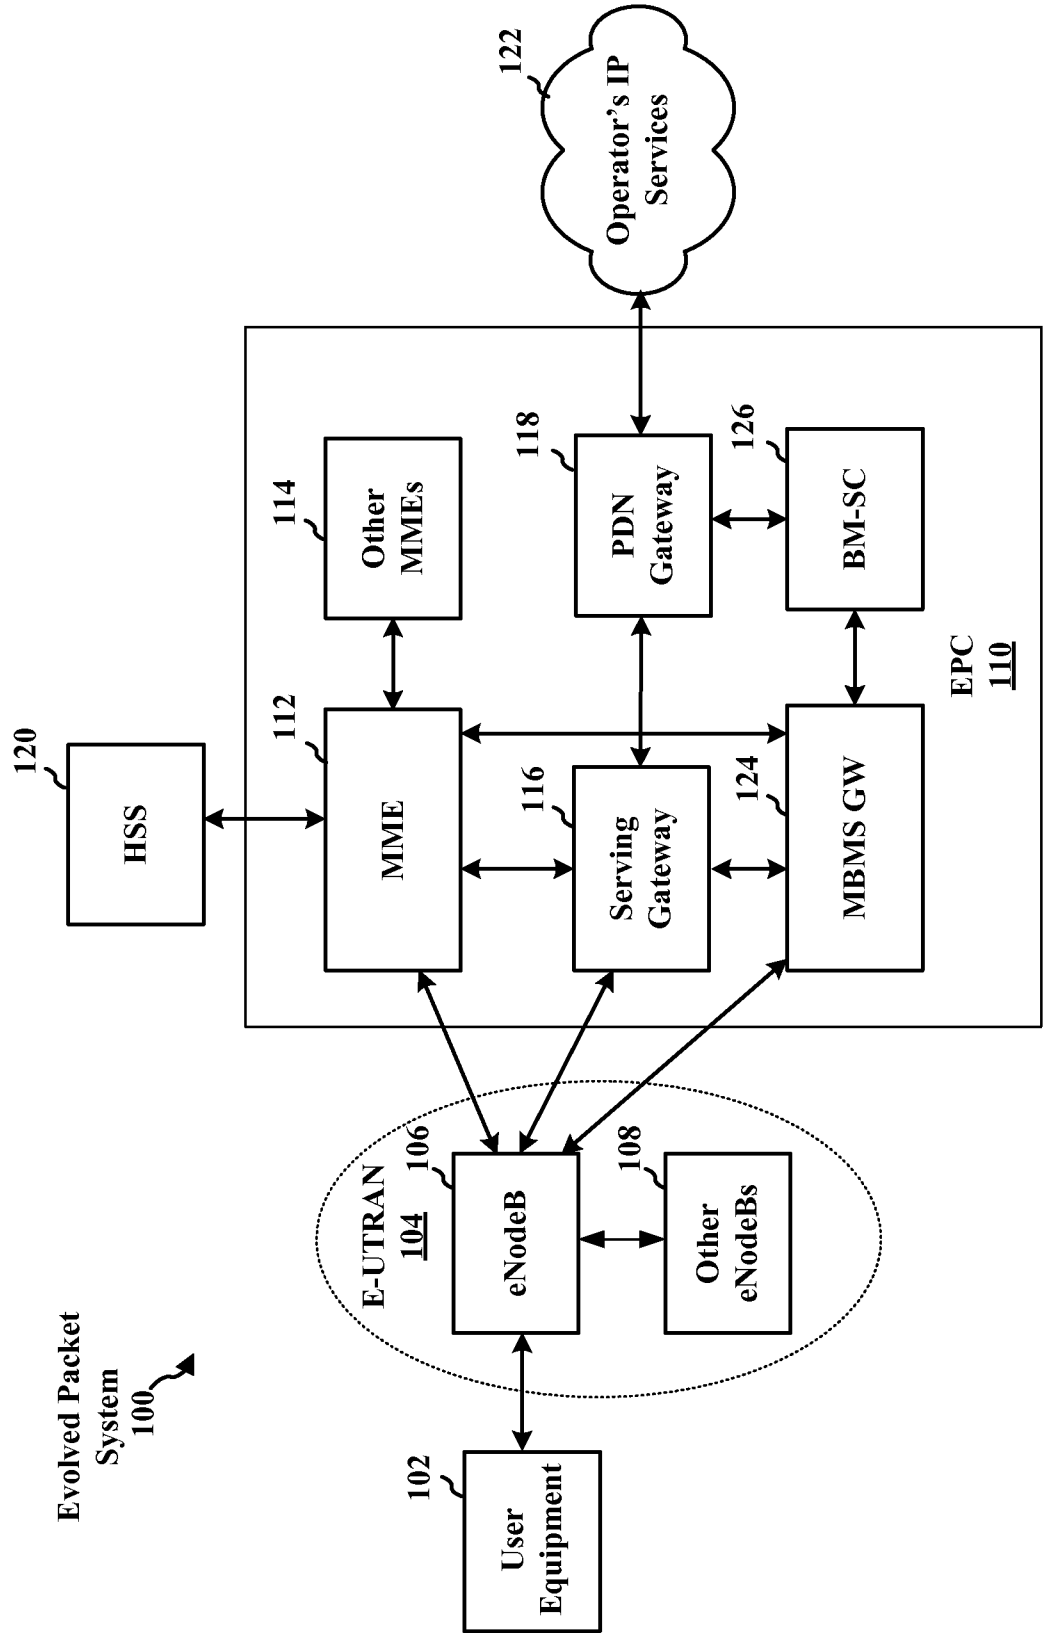 Evolved Packet
System
100
120
HSS
E-UTRAN
104
102
User
Equipment
106
eNodeB
108
Other
eNodeBs
112
MME
114
Other
MMEs
116
Serving
Gateway
118
PDN
Gateway
124
MBMS GW
126
BM-SC
EPC
110
122
Operator's IP
Services